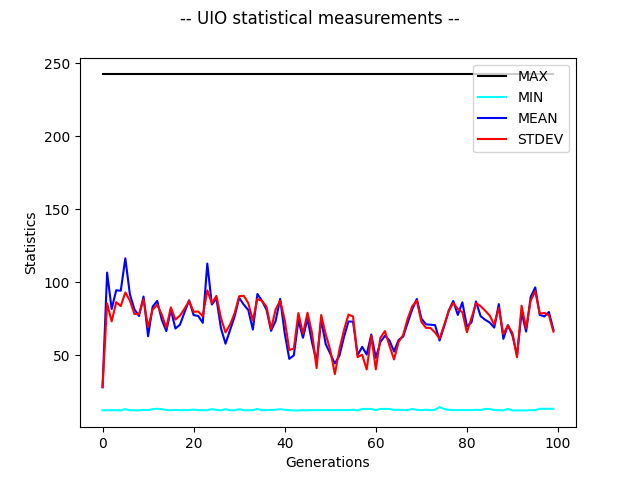 -- UIO statistical measurements --
250
200
150
100
50
Statistics
MAX
MIN
MEAN
STDEV
0 20 40 60 80 100
Generations